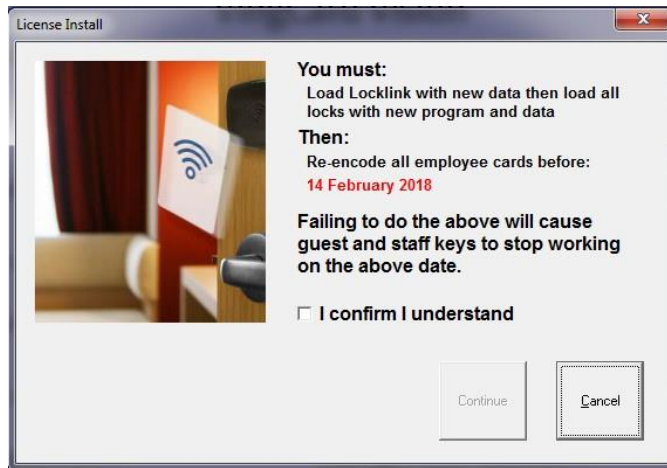 License Install
You must:
Load Locklink with new data then load all
locks with new program and data
Then:
Re-encode all employee cards before:
14 February 2018
Failing to do the above will cause
guest and staff keys to stop working
on the above date.
I confirm I understand
Continue
Cancel